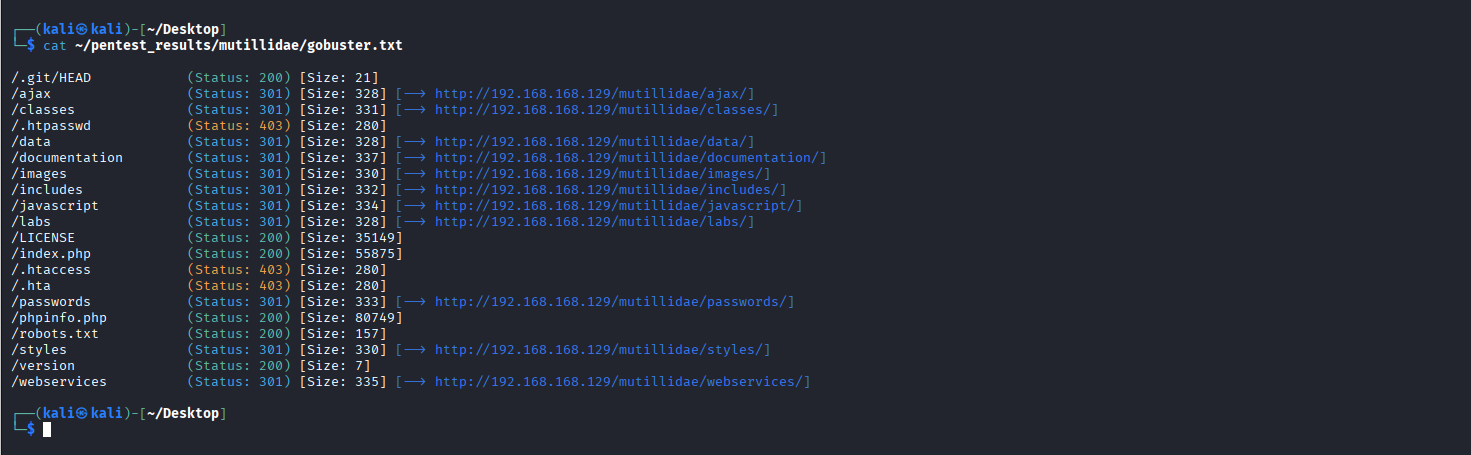 ┌──(kali㉿kali)-[~/Desktop]
└─$ cat ~/pentest_results/mutillidae/gobuster.txt
/.git/HEAD (Status: 200) [Size: 21]
/ajax (Status: 301) [Size: 328] [--> http://192.168.168.129/mutillidae/ajax/]
/classes (Status: 301) [Size: 331] [--> http://192.168.168.129/mutillidae/classes/]
/.htpasswd (Status: 403) [Size: 280]
/data (Status: 301) [Size: 328] [--> http://192.168.168.129/mutillidae/data/]
/documentation (Status: 301) [Size: 337] [--> http://192.168.168.129/mutillidae/documentation/]
/images (Status: 301) [Size: 330] [--> http://192.168.168.129/mutillidae/images/]
/includes (Status: 301) [Size: 332] [--> http://192.168.168.129/mutillidae/includes/]
/javascript (Status: 301) [Size: 334] [--> http://192.168.168.129/mutillidae/javascript/]
/labs (Status: 301) [Size: 328] [--> http://192.168.168.129/mutillidae/labs/]
/LICENSE (Status: 200) [Size: 35149]
/index.php (Status: 200) [Size: 55875]
/.htaccess (Status: 403) [Size: 280]
/.hta (Status: 403) [Size: 280]
/passwords (Status: 301) [Size: 333] [--> http://192.168.168.129/mutillidae/passwords/]
/phpinfo.php (Status: 200) [Size: 80749]
/robots.txt (Status: 200) [Size: 157]
/styles (Status: 301) [Size: 330] [--> http://192.168.168.129/mutillidae/styles/]
/version (Status: 200) [Size: 7]
/webservices (Status: 301) [Size: 335] [--> http://192.168.168.129/mutillidae/webservices/]
┌──(kali㉿kali)-[~/Desktop]
└─$